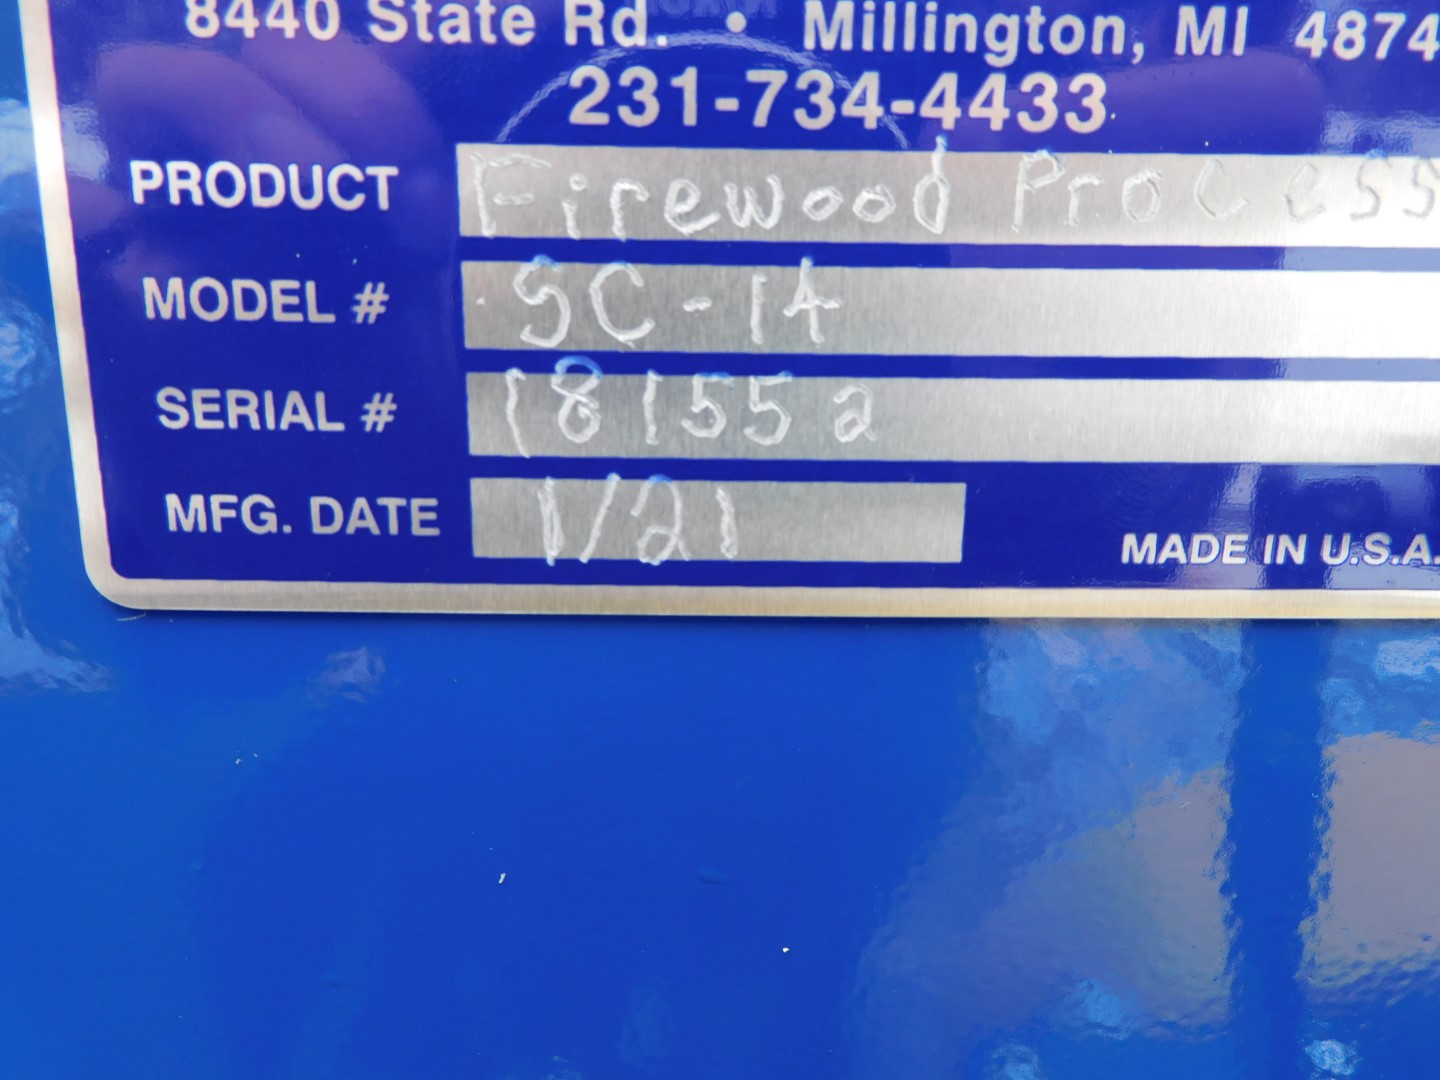 8440 State Rd. • Millington, MI 4874
231-734-4433
PRODUCT Firewood Process
MODEL # SC-14
SERIAL # 181552
MFG. DATE 1/21
MADE IN U.S.A.